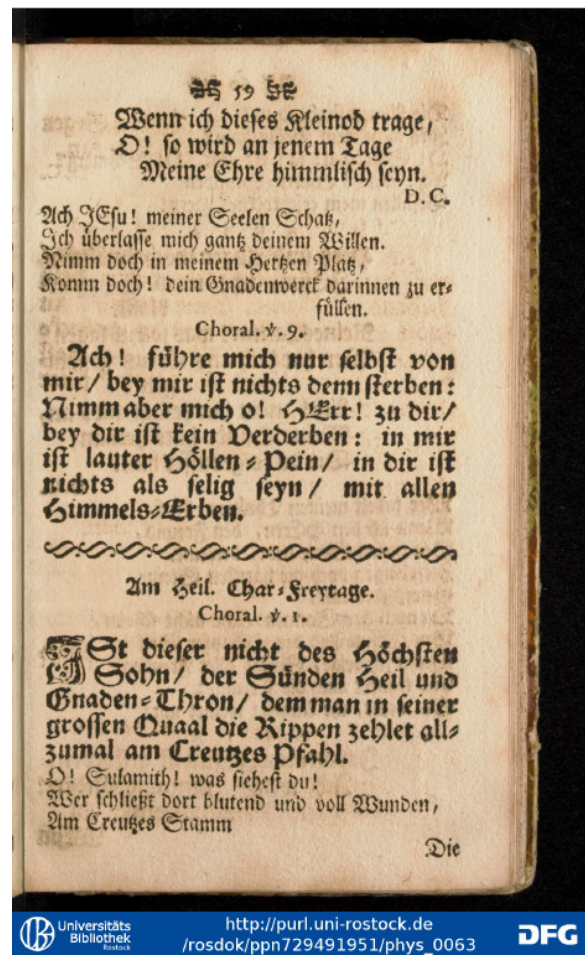 59
Wenn ich dieses Kleinod trage,
O! so wird an jenem Tage
Meine Ehre himmlisch seyn.
D. C.
Ach JEsu! meiner Seelen Schatz,
Ich überlasse mich gantz deinem Willen.
Nimm doch in meinem Hertzen Platz,
Komm doch! dein Gnadenwerck darinnen zu er-
füllen.
Choral. v. 9.
Ach! führe mich nur selbst von
mir/ bey mir ist nichts denn sterben:
Nimm aber mich o! HErr! zu dir/
bey dir ist kein Verderben: in mir
ist lauter Höllen-Pein/ in dir ist
nichts als selig seyn/ mit allen
Himmels-Erben.
Am Heil. Char-Freytage.
Choral. v. 1.
ISt dieser nicht des Höchsten
Sohn/ der Sünden Heil und
Gnaden-Thron/ dem man in seiner
grossen Quaal die Rippen zehlet all-
zumal am Creutzes Pfahl.
O! Sulamith! was siehest du!
Wer schließt dort blutend und voll Wunden,
Am Creutzes Stamm
Die
Universitäts
Bibliothek
Rostock
http://purl.uni-rostock.de
/rosdok/ppn729491951/phys_0063
DFG